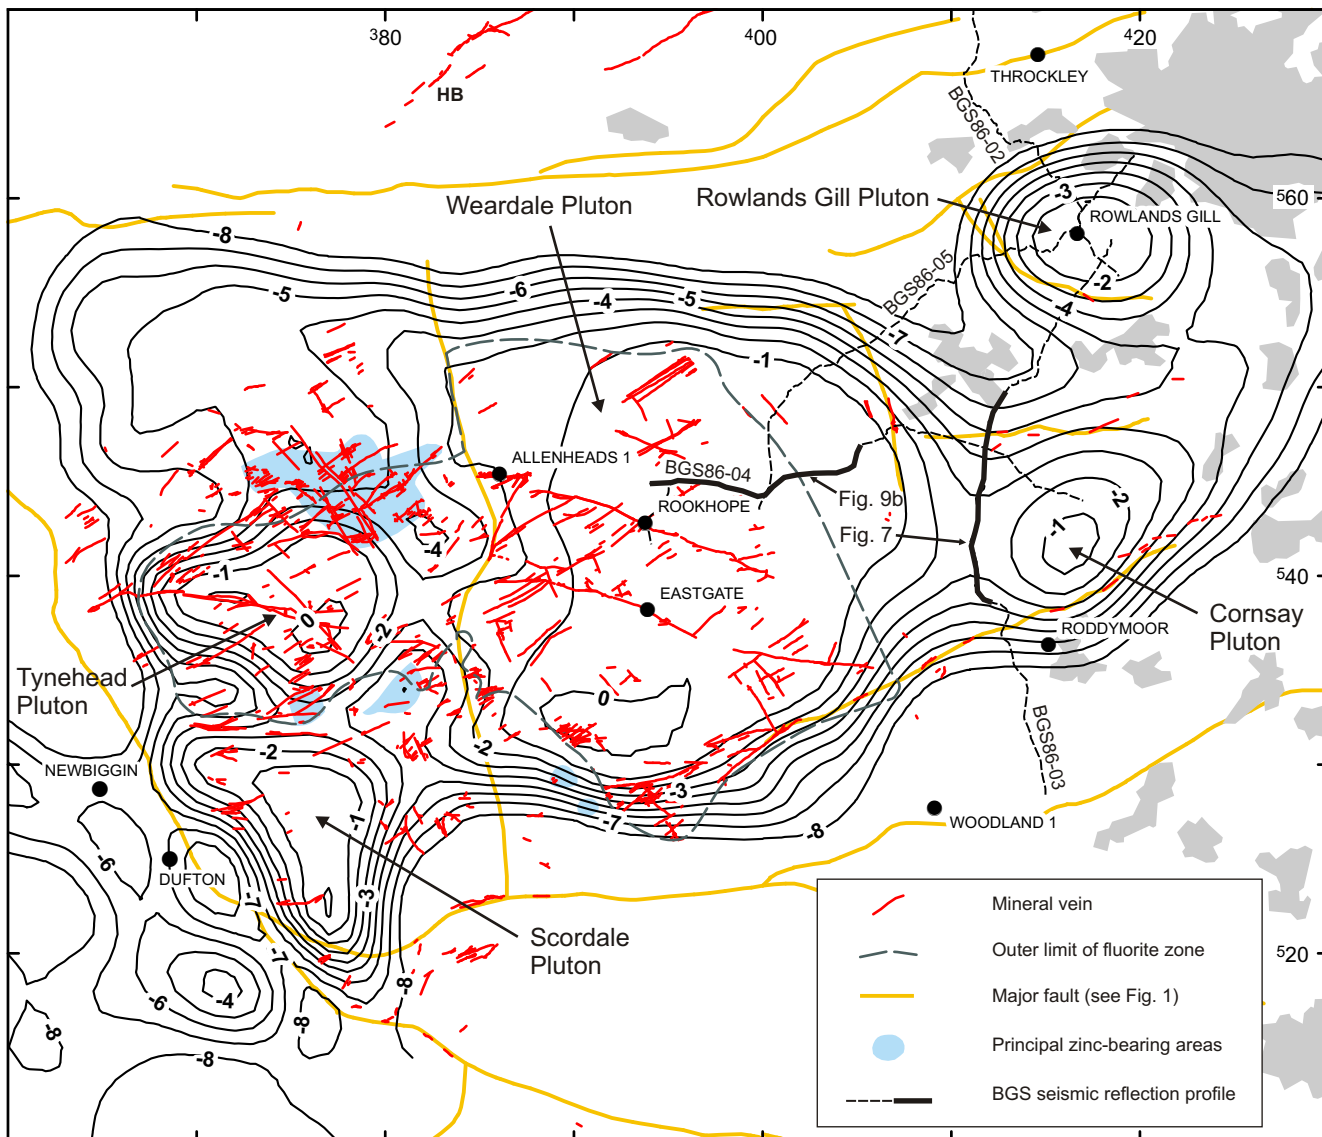 380
400
420
HB
THROCKLEY
BGS86-02
Rowlands Gill Pluton
-3
560
Weardale Pluton
ROWLANDS GILL
-8
BGS86-05
-2
-5
-6
-4
-5
-4
-7
-1
ALLENHEADS 1
BGS86-04
Fig. 9b
-2
ROOKHOPE
-1
Fig. 7
-4
-1
540
EASTGATE
Cornsay
Pluton
0
-2
RODDYMOOR
Tynehead
Pluton
0
BGS86-03
-2
-2
NEWBIGGIN
-3
-1
-7
-8
WOODLAND 1
-6
DUFTON
-3
-7
Scordale
Pluton
-7
-8
-6
-4
-8
-8
-8
520
Mineral vein
Outer limit of fluorite zone
Major fault (see Fig. 1)
Principal zinc-bearing areas
BGS seismic reflection profile